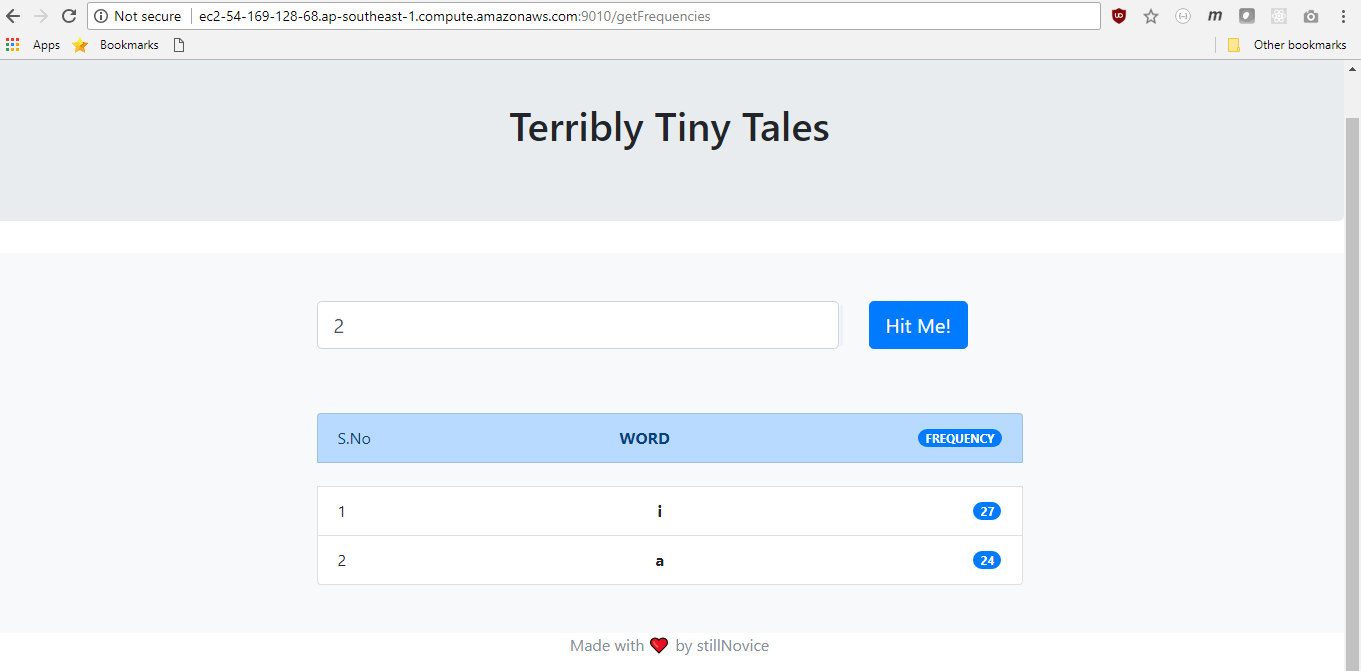 Not secure ec2-54-169-128-68.ap-southeast-1.compute.amazonaws.com:9010/getFrequencies
Apps Bookmarks Other bookmarks
Terribly Tiny Tales
2 Hit Me!
S.No WORD FREQUENCY
1 i 27
2 a 24
Made with ❤ by stillNovice